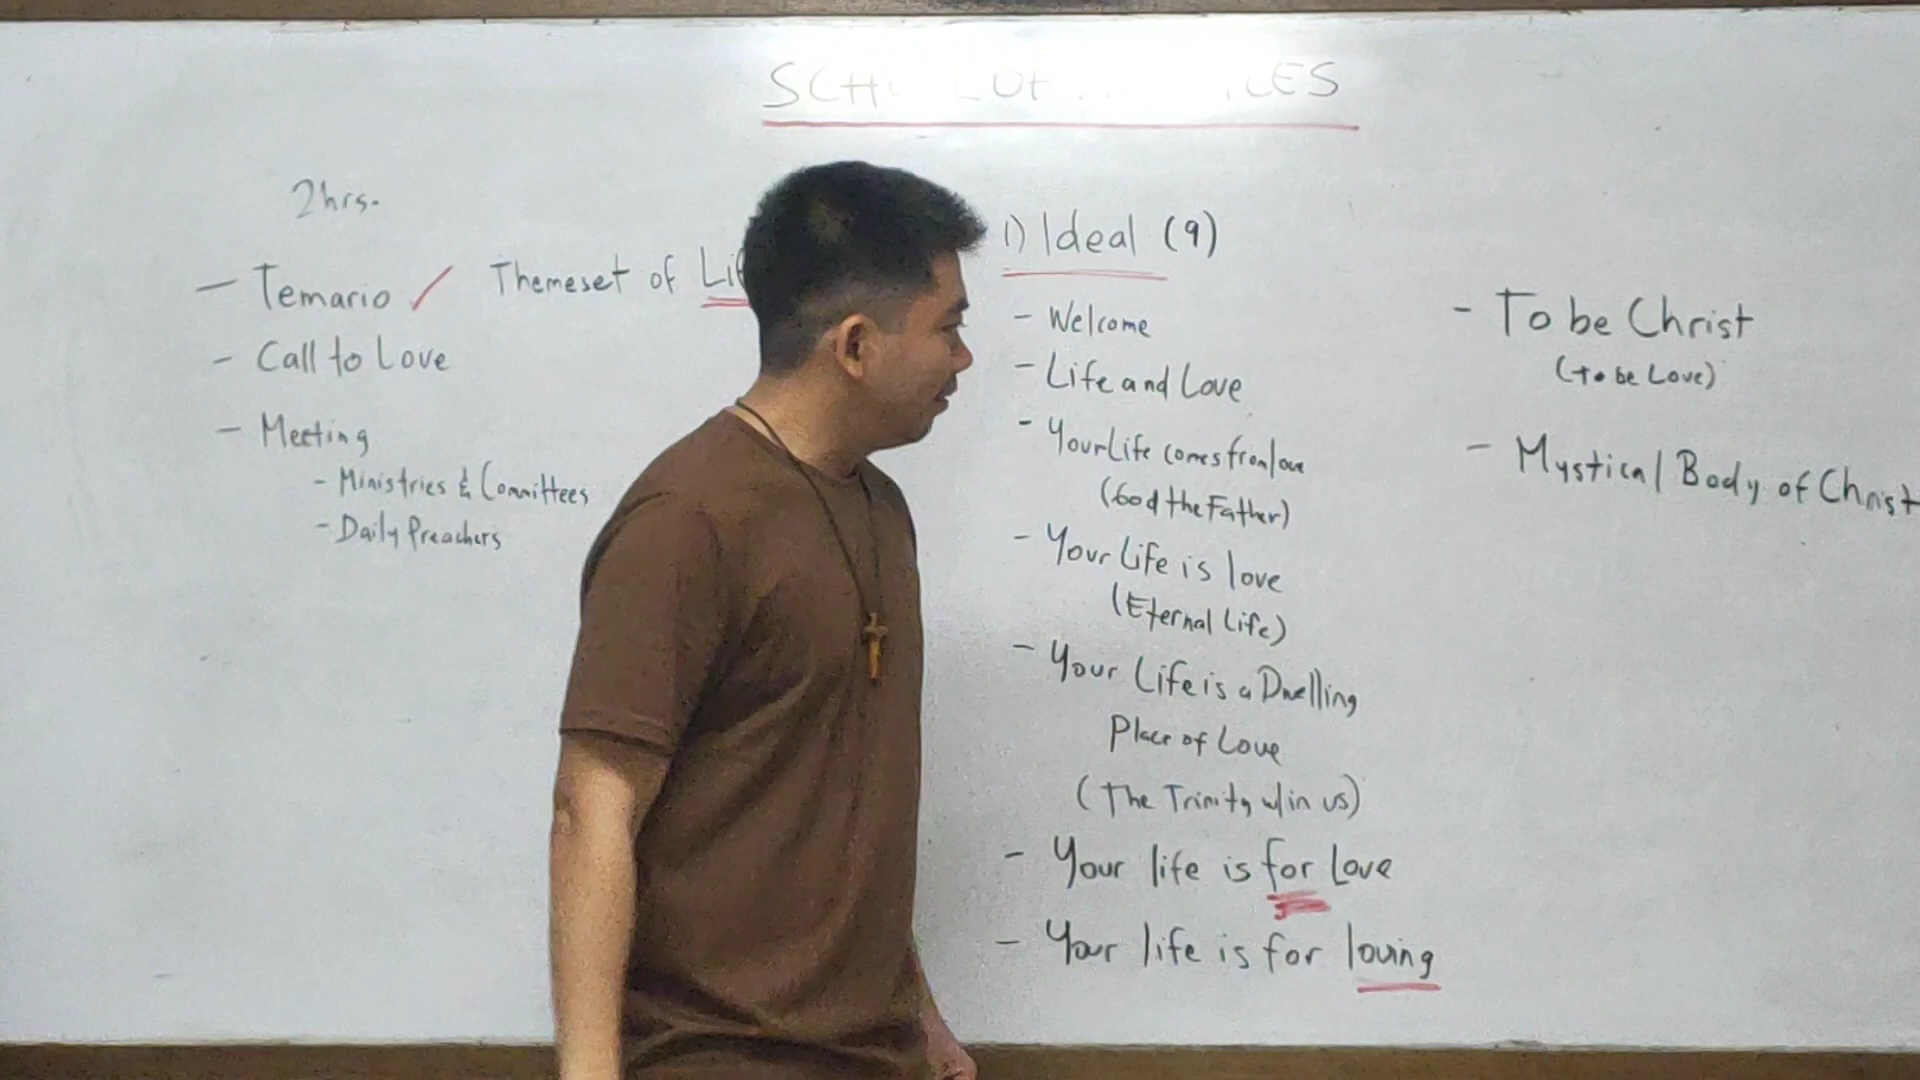 2hrs.
- Temario ✓ Themeset of
- Call to Love
- Meeting
- Ministries & Committees
- Daily Preachers
1) Ideal (9)
- Welcome
- Life and Love
- Your Life comes from love
(God the Father)
- Your Life is love
(Eternal Life)
- Your Life is a Dwelling
Place of Love
(The Trinity w/in us)
- Your life is for Love
- Your life is for loving
- To be Christ
(to be Love)
- Mystical Body of Christ